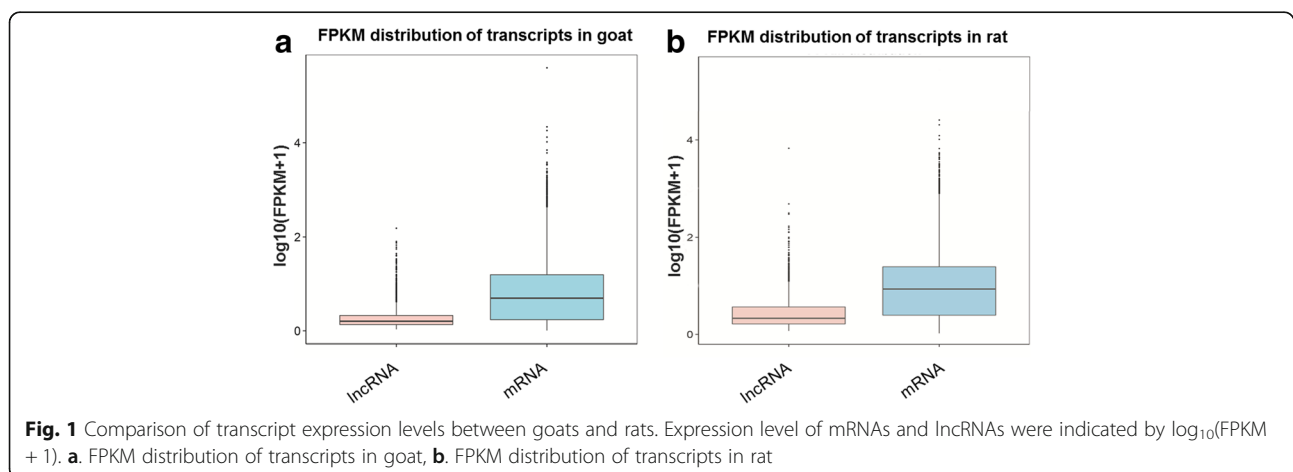 a FPKM distribution of transcripts in goat
log10(FPKM+1)
4
2
0
lncRNA
mRNA
b FPKM distribution of transcripts in rat
log10(FPKM+1)
4
2
0
lncRNA
mRNA
Fig. 1 Comparison of transcript expression levels between goats and rats. Expression level of mRNAs and lncRNAs were indicated by log₁₀(FPKM
+ 1). a. FPKM distribution of transcripts in goat, b. FPKM distribution of transcripts in rat